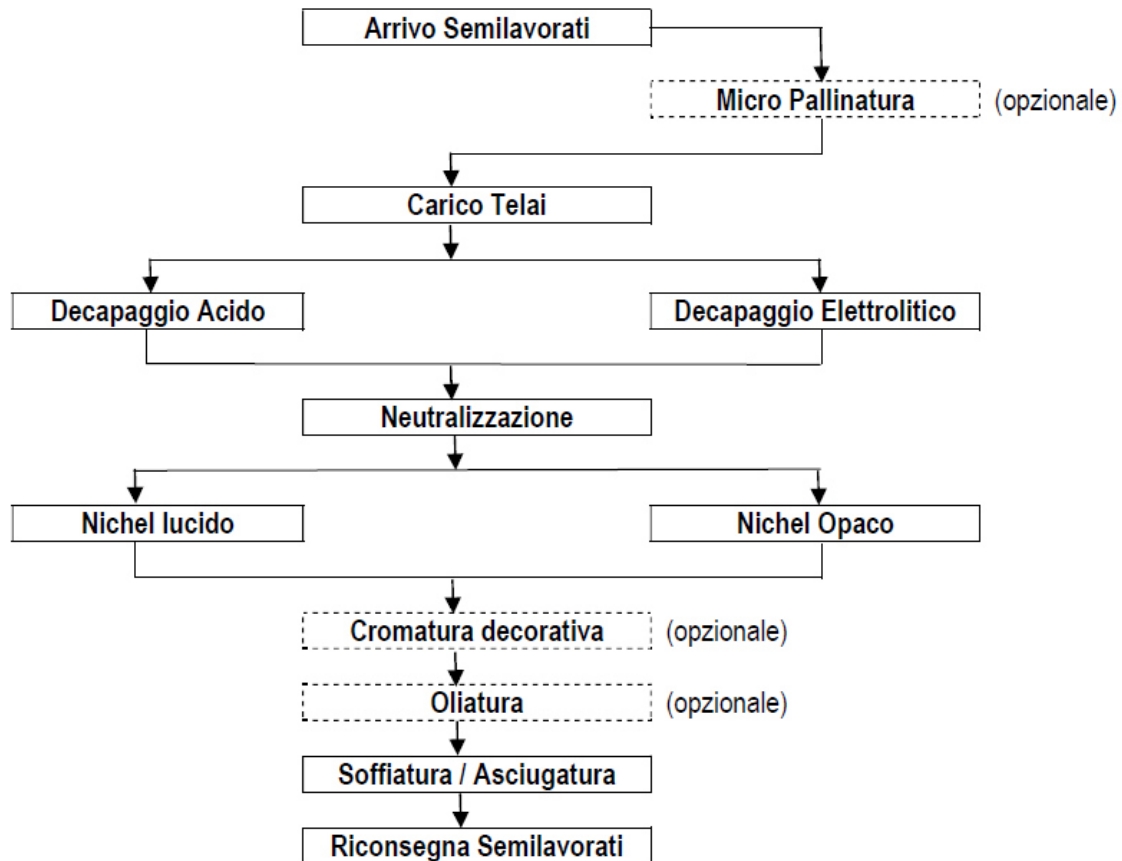 Arrivo Semilavorati
Micro Pallinatura (opzionale)
Carico Telai
Decapaggio Acido
Decapaggio Elettrolitico
Neutralizzazione
Nichel lucido
Nichel Opaco
Cromatura decorativa (opzionale)
Oliatura (opzionale)
Soffiatura / Asciugatura
Riconsegna Semilavorati